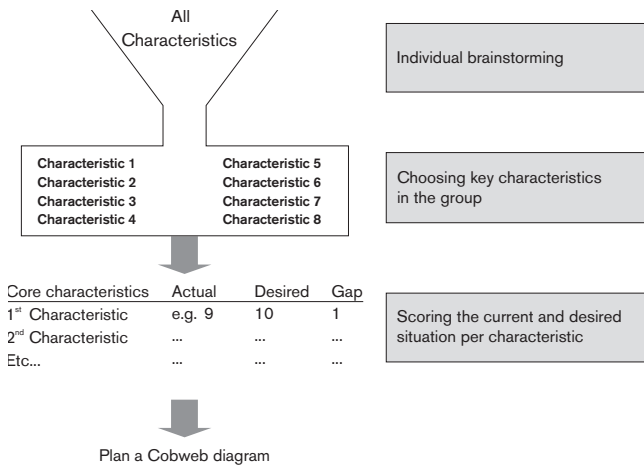 All
Characteristics
Individual brainstorming
Characteristic 1 Characteristic 5
Characteristic 2 Characteristic 6
Characteristic 3 Characteristic 7
Characteristic 4 Characteristic 8
Choosing key characteristics
in the group
Core characteristics Actual Desired Gap
1st Characteristic e.g. 9 10 1
2nd Characteristic ... ... ...
Etc... ... ... ...
Scoring the current and desired
situation per characteristic
Plan a Cobweb diagram